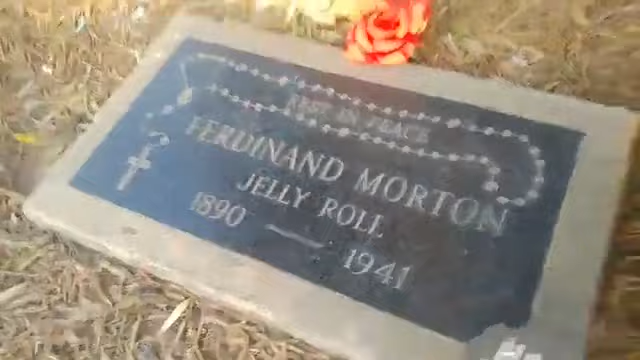 REST IN PEACE
FERDINAND MORTON
JELLY ROLL
1890 — 1941